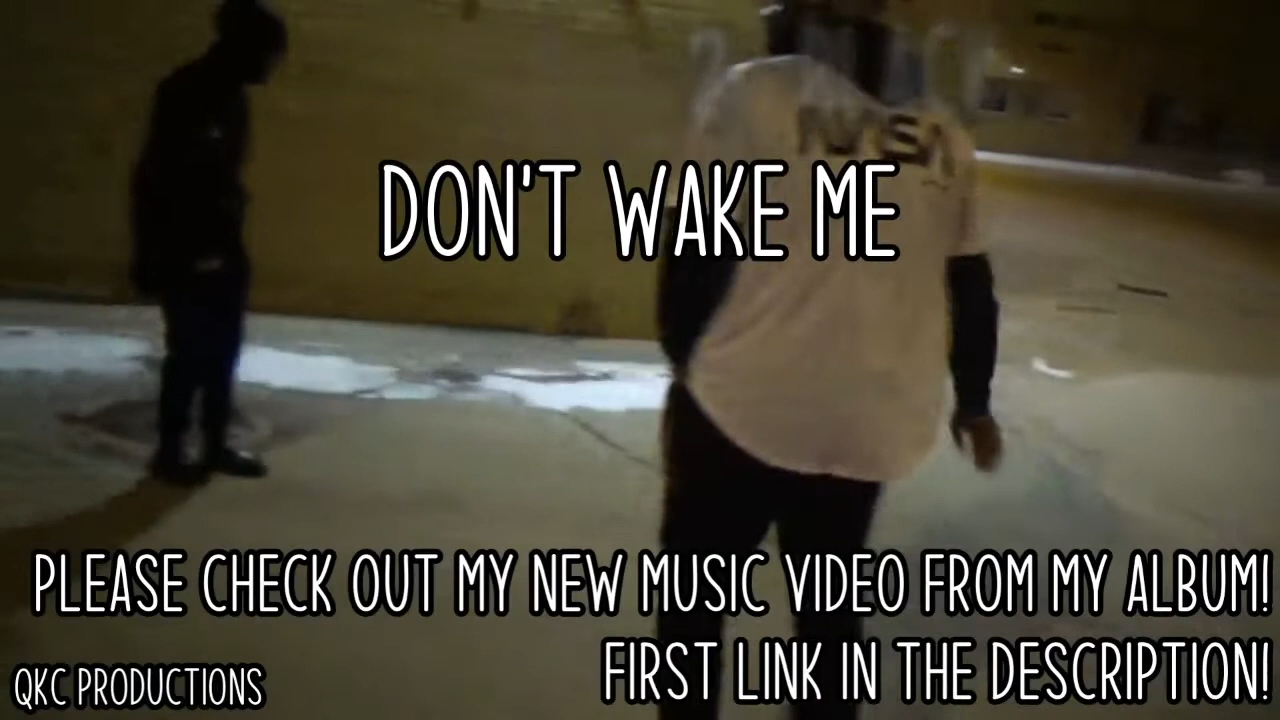 NASA
DON'T WAKE ME
PLEASE CHECK OUT MY NEW MUSIC VIDEO FROM MY ALBUM!
FIRST LINK IN THE DESCRIPTION!
QKC PRODUCTIONS